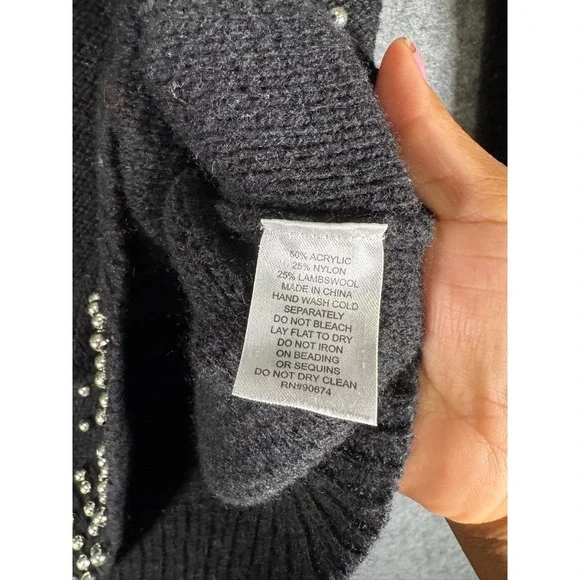 50% ACRYLIC
25% NYLON
25% LAMBSWOOL
MADE IN CHINA
HAND WASH COLD
SEPARATELY
DO NOT BLEACH
LAY FLAT TO DRY
DO NOT IRON
ON BEADING
OR SEQUINS
DO NOT DRY CLEAN
RN#90674